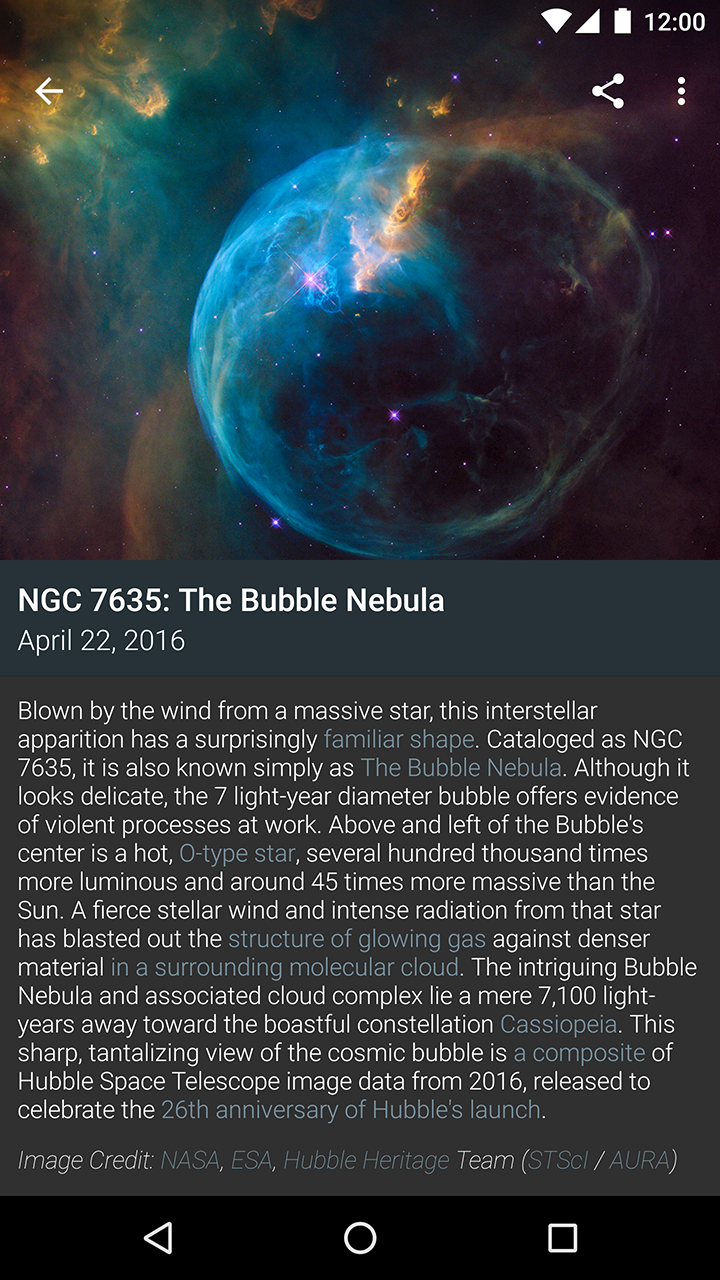 12:00
NGC 7635: The Bubble Nebula
April 22, 2016
Blown by the wind from a massive star, this interstellar
apparition has a surprisingly familiar shape. Cataloged as NGC
7635, it is also known simply as The Bubble Nebula. Although it
looks delicate, the 7 light-year diameter bubble offers evidence
of violent processes at work. Above and left of the Bubble's
center is a hot, O-type star, several hundred thousand times
more luminous and around 45 times more massive than the
Sun. A fierce stellar wind and intense radiation from that star
has blasted out the structure of glowing gas against denser
material in a surrounding molecular cloud. The intriguing Bubble
Nebula and associated cloud complex lie a mere 7,100 light-
years away toward the boastful constellation Cassiopeia. This
sharp, tantalizing view of the cosmic bubble is a composite of
Hubble Space Telescope image data from 2016, released to
celebrate the 26th anniversary of Hubble's launch.
Image Credit: NASA, ESA, Hubble Heritage Team (STScI / AURA)